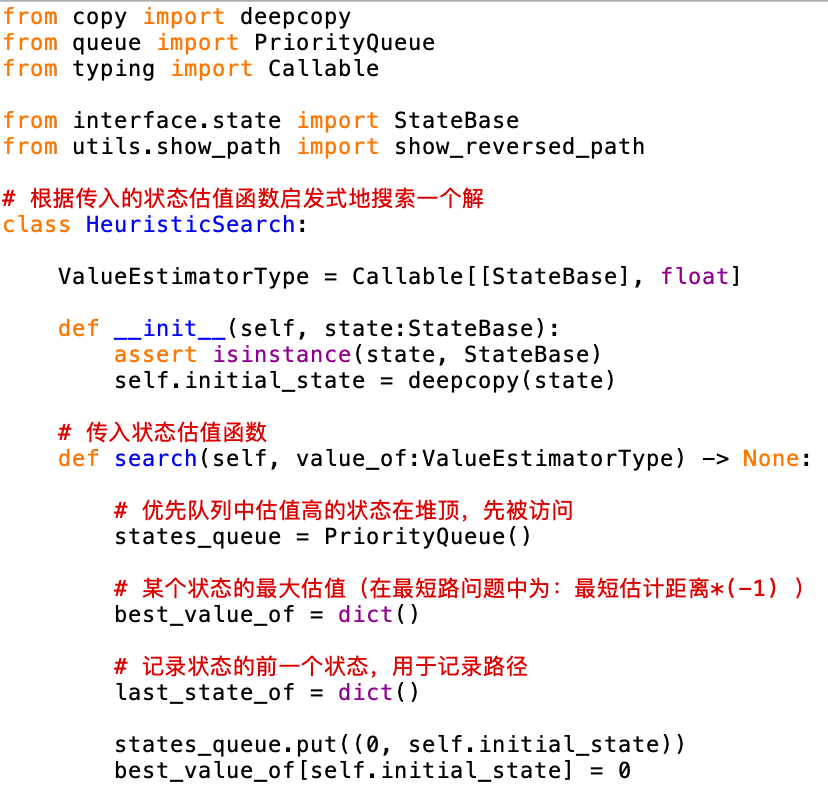 from copy import deepcopy
from queue import PriorityQueue
from typing import Callable

from interface.state import StateBase
from utils.show_path import show_reversed_path

# 根据传入的状态估值函数启发式地搜索一个解
class HeuristicSearch:

    ValueEstimatorType = Callable[[StateBase], float]

    def __init__(self, state:StateBase):
        assert isinstance(state, StateBase)
        self.initial_state = deepcopy(state)

    # 传入状态估值函数
    def search(self, value_of:ValueEstimatorType) -> None:

        # 优先队列中估值高的状态在堆顶，先被访问
        states_queue = PriorityQueue()

        # 某个状态的最大估值（在最短路问题中为：最短估计距离*(-1) ）
        best_value_of = dict()

        # 记录状态的前一个状态，用于记录路径
        last_state_of = dict()

        states_queue.put((0, self.initial_state))
        best_value_of[self.initial_state] = 0